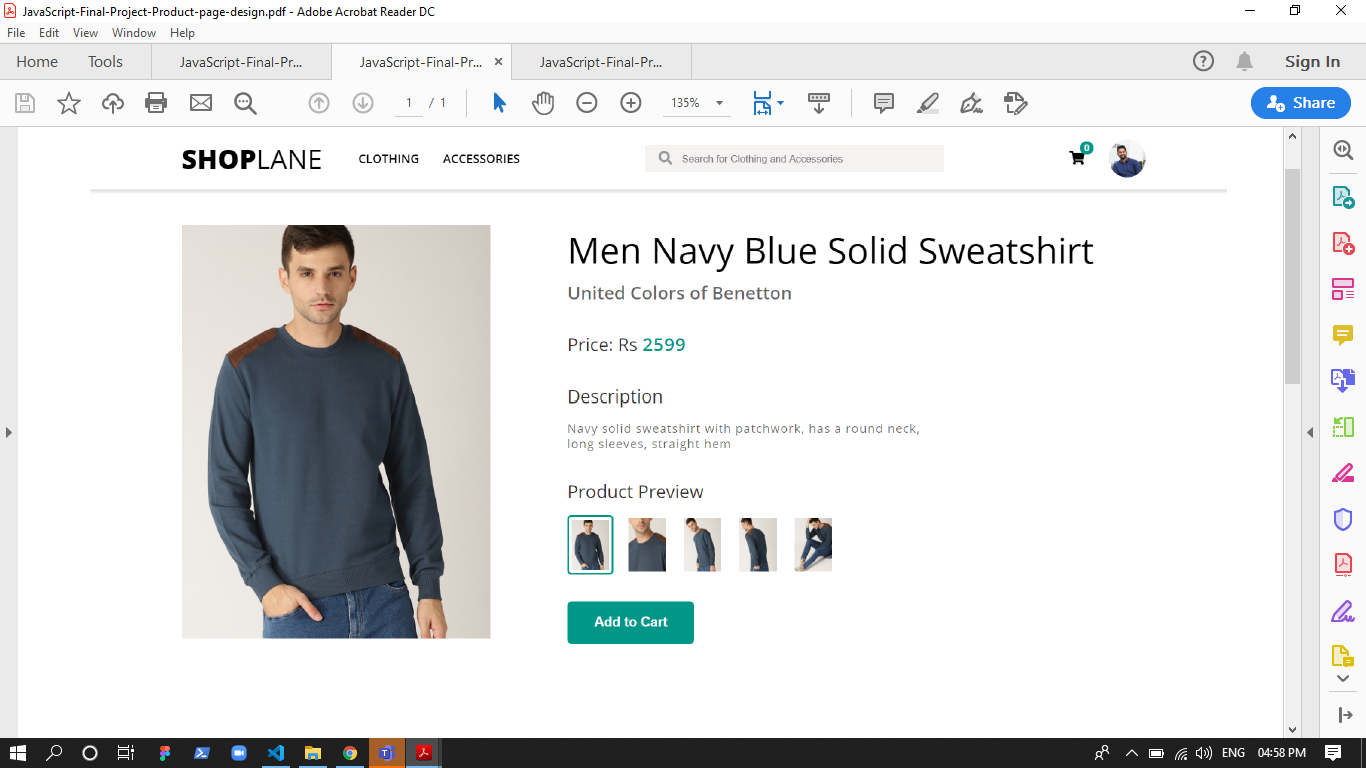 JavaScript-Final-Project-Product-page-design.pdf - Adobe Acrobat Reader DC
File Edit View Window Help
Home Tools JavaScript-Final-Pr... JavaScript-Final-Pr... × JavaScript-Final-Pr... Sign In
1 / 1 135% Share
SHOPLANE CLOTHING ACCESSORIES Search for Clothing and Accessories 0
Men Navy Blue Solid Sweatshirt
United Colors of Benetton
Price: Rs 2599
Description
Navy solid sweatshirt with patchwork, has a round neck,
long sleeves, straight hem
Product Preview
Add to Cart
ENG 04:58 PM